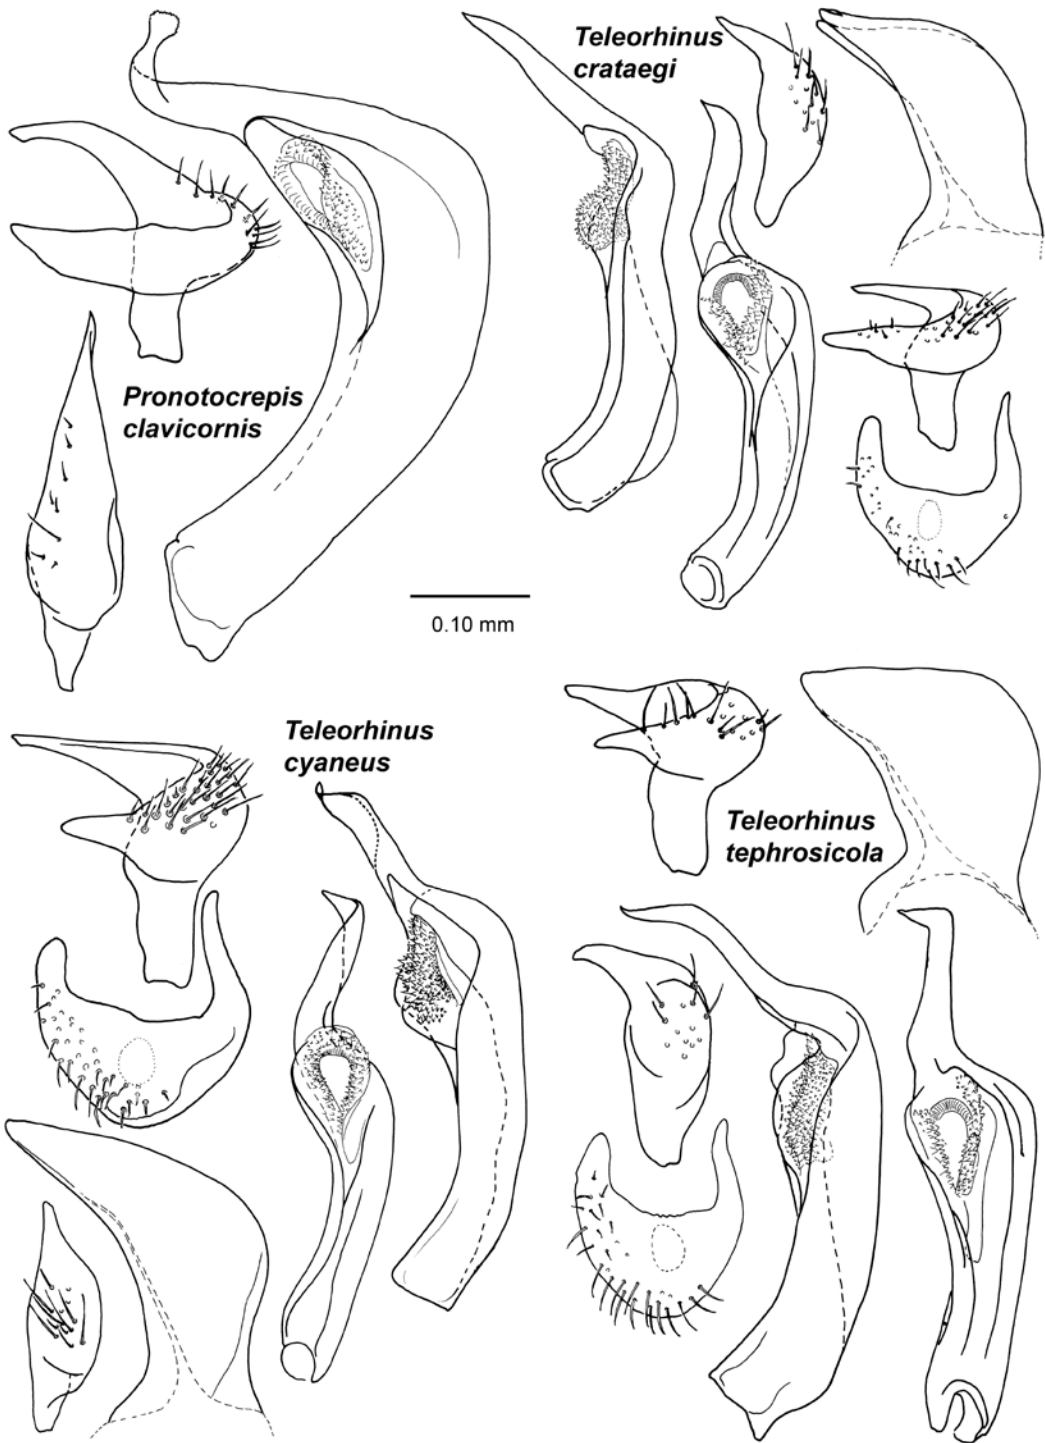 Teleorhinus
crataegi
Pronotocrepis
clavicornis
0.10 mm
Teleorhinus
cyaneus
Teleorhinus
tephrosicola